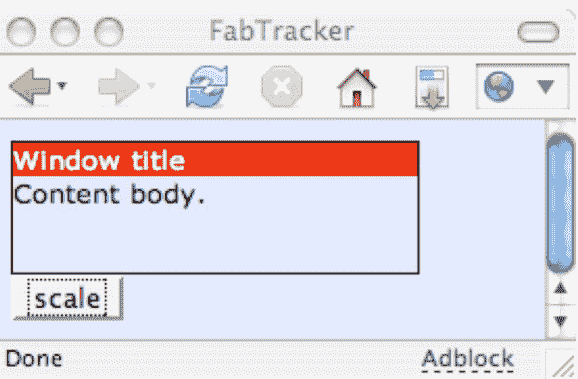 FabTracker
Window title
Content body.
scale
Done
Adblock